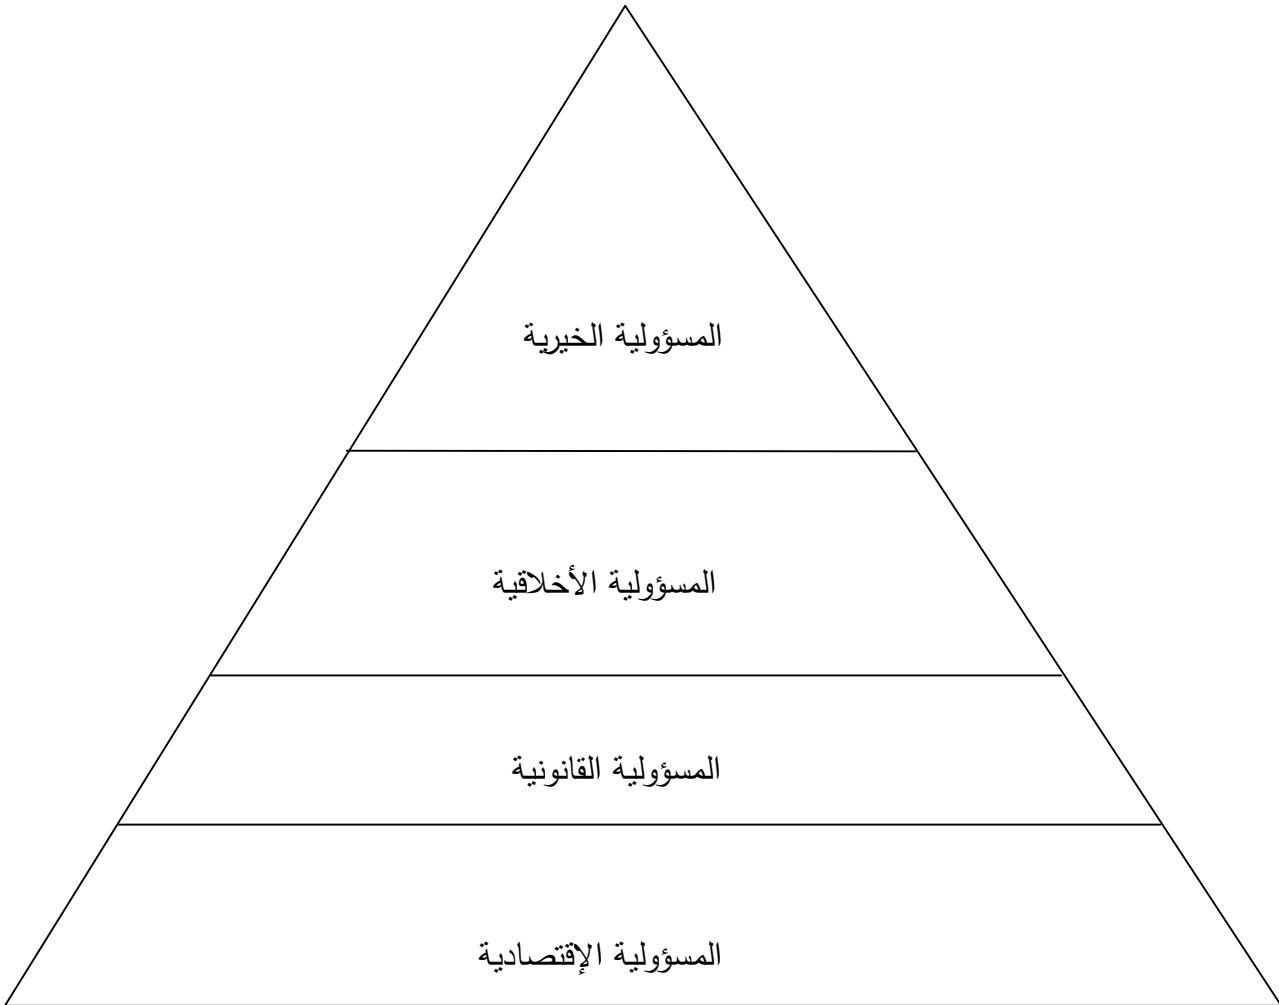 المسؤولية الخيرية
المسؤولية الأخلاقية
المسؤولية القانونية
المسؤولية الإقتصادية